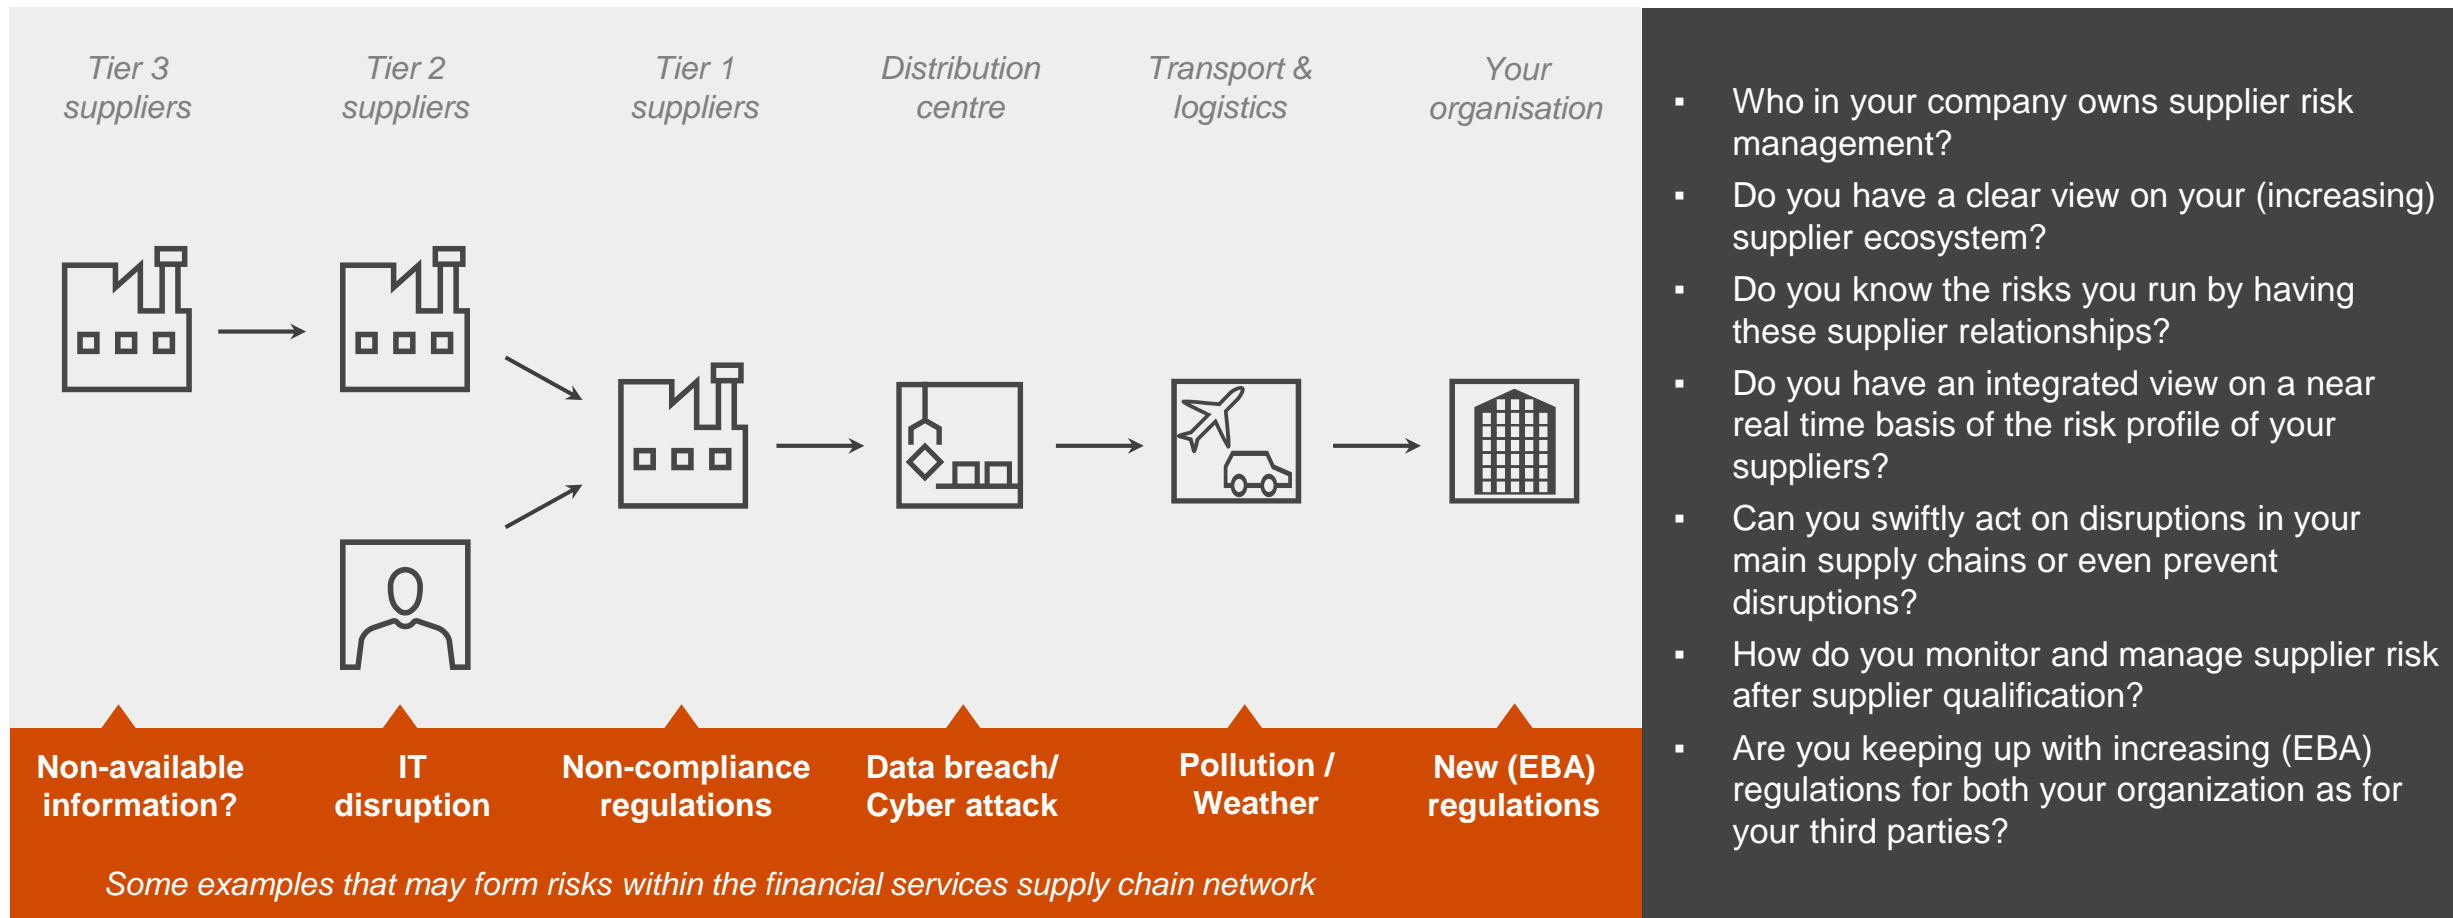 Tier 3
suppliers
Tier 2
suppliers
Tier 1
suppliers
Distribution
centre
Transport &
logistics
Your
organisation
Non-available
information?
IT
disruption
Non-compliance
regulations
Data breach/
Cyber attack
Pollution /
Weather
New (EBA)
regulations
Some examples that may form risks within the financial services supply chain network
▪ Who in your company owns supplier risk
management?
▪ Do you have a clear view on your (increasing)
supplier ecosystem?
▪ Do you know the risks you run by having
these supplier relationships?
▪ Do you have an integrated view on a near
real time basis of the risk profile of your
suppliers?
▪ Can you swiftly act on disruptions in your
main supply chains or even prevent
disruptions?
▪ How do you monitor and manage supplier risk
after supplier qualification?
▪ Are you keeping up with increasing (EBA)
regulations for both your organization as for
your third parties?